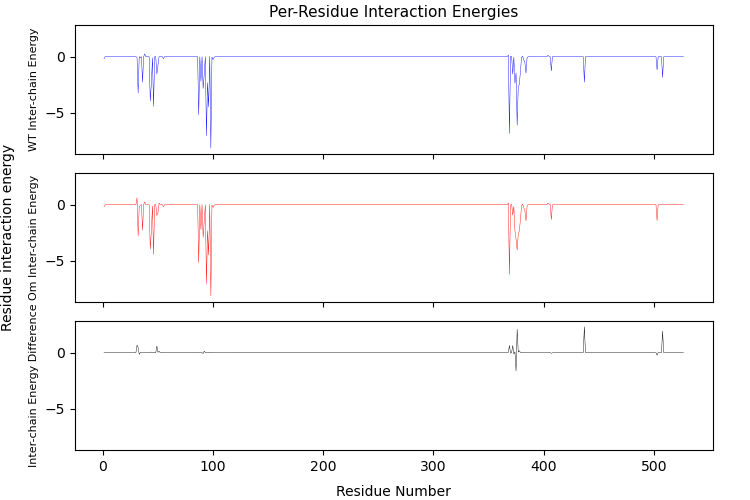 Per-Residue Interaction Energies
Residue interaction energy
WT Inter-chain Energy
0
−5
Om Inter-chain Energy
0
−5
Inter-chain Energy Difference
0
−5
0 100 200 300 400 500
Residue Number